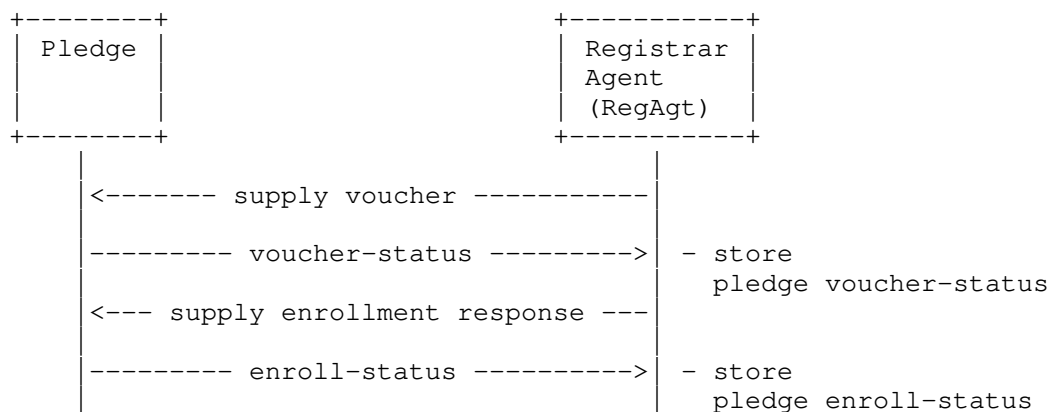 Pledge Registrar
Agent
(RegAgt)
<------- supply voucher -----------
--------- voucher-status ---------> - store
pledge voucher-status
<--- supply enrollment response ---
--------- enroll-status ----------> - store
pledge enroll-status